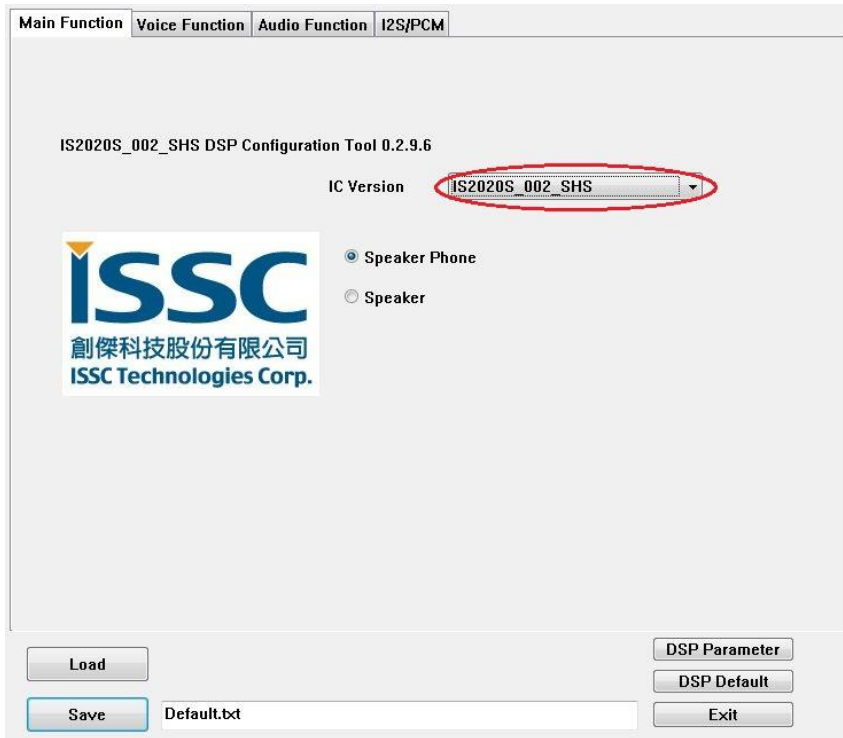 Main Function Voice Function Audio Function I2S/PCM
IS2020S_002_SHS DSP Configuration Tool 0.2.9.6
IC Version IS2020S_002_SHS
Speaker Phone
Speaker
ISSC
創傑科技股份有限公司
ISSC Technologies Corp.
Load
DSP Parameter
DSP Default
Save Default.txt Exit